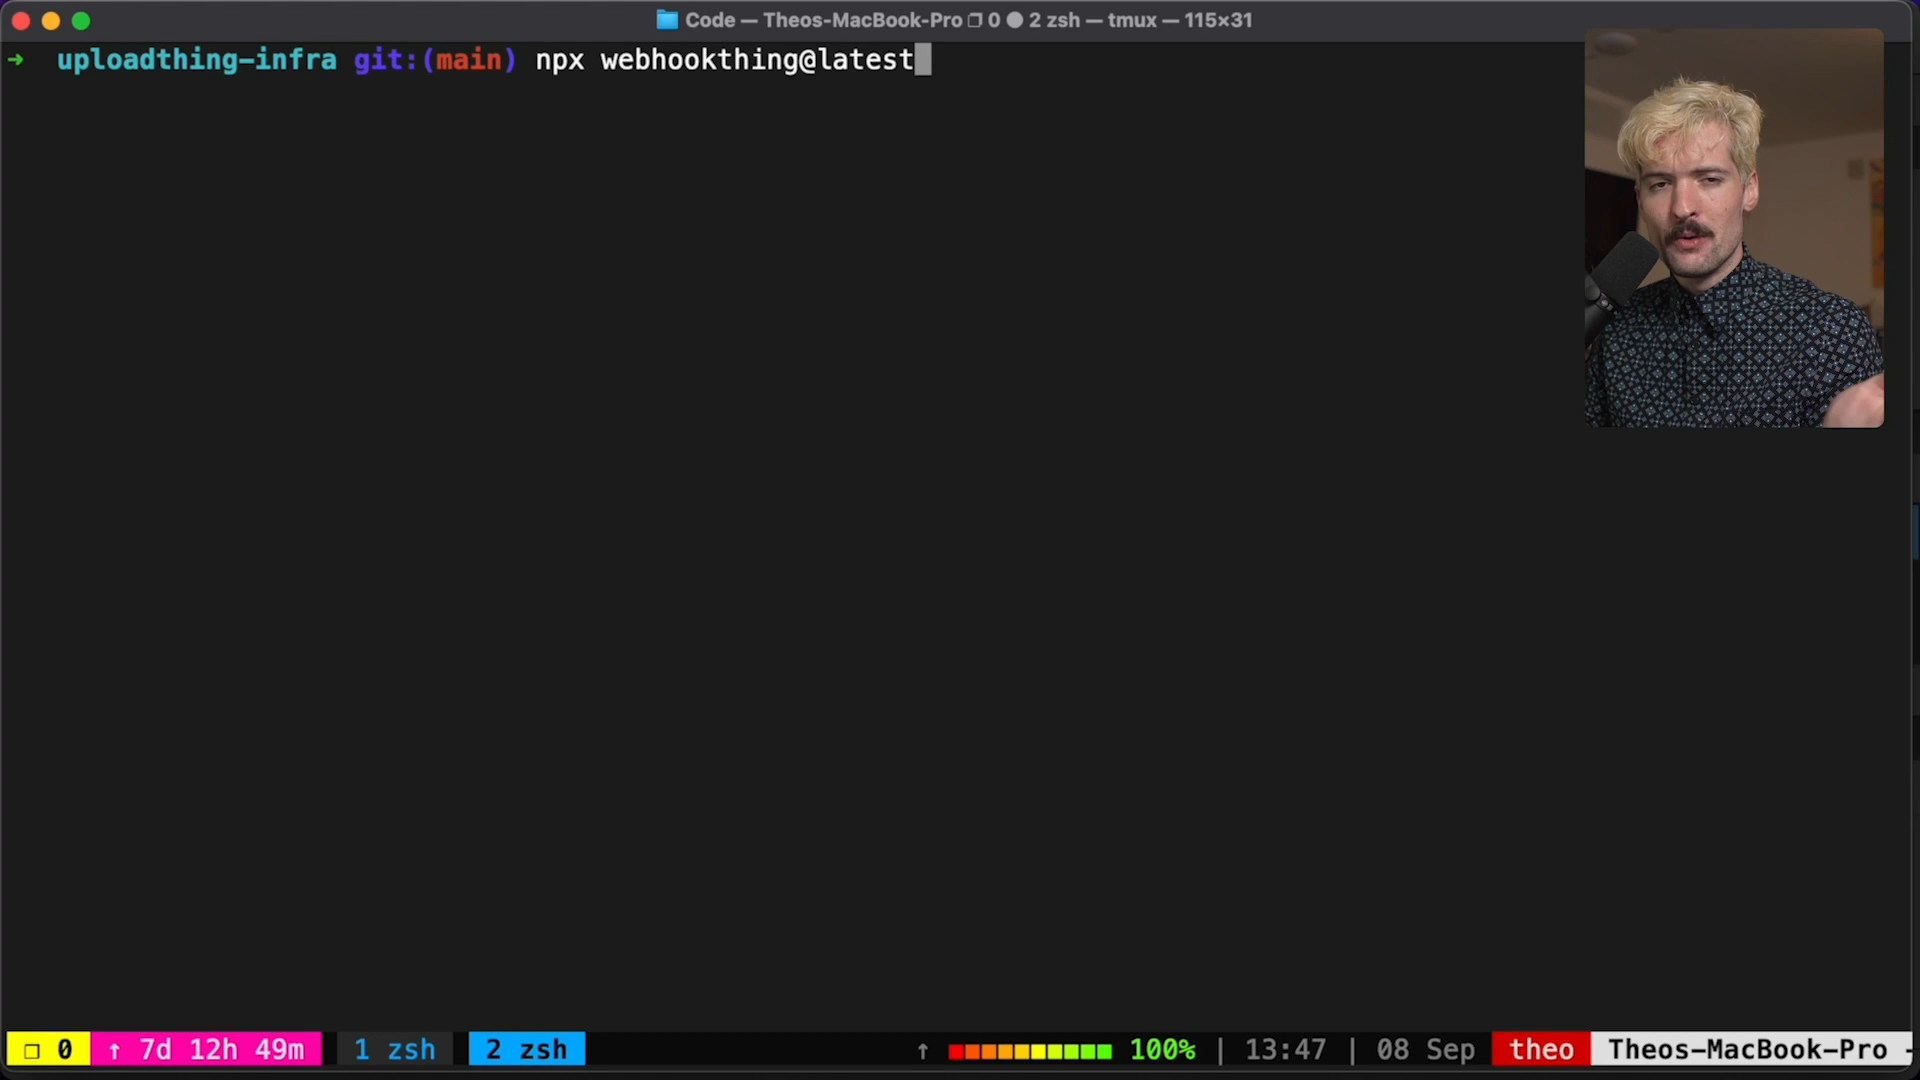 Code — Theos-MacBook-Pro ❐ 0 ● 2 zsh — tmux — 115×31
➜ uploadthing-infra git:(main) npx webhookthing@latest
❐ 0 ↑ 7d 12h 49m 1 zsh 2 zsh ↑ 100% | 13:47 | 08 Sep theo Theos-MacBook-Pro -